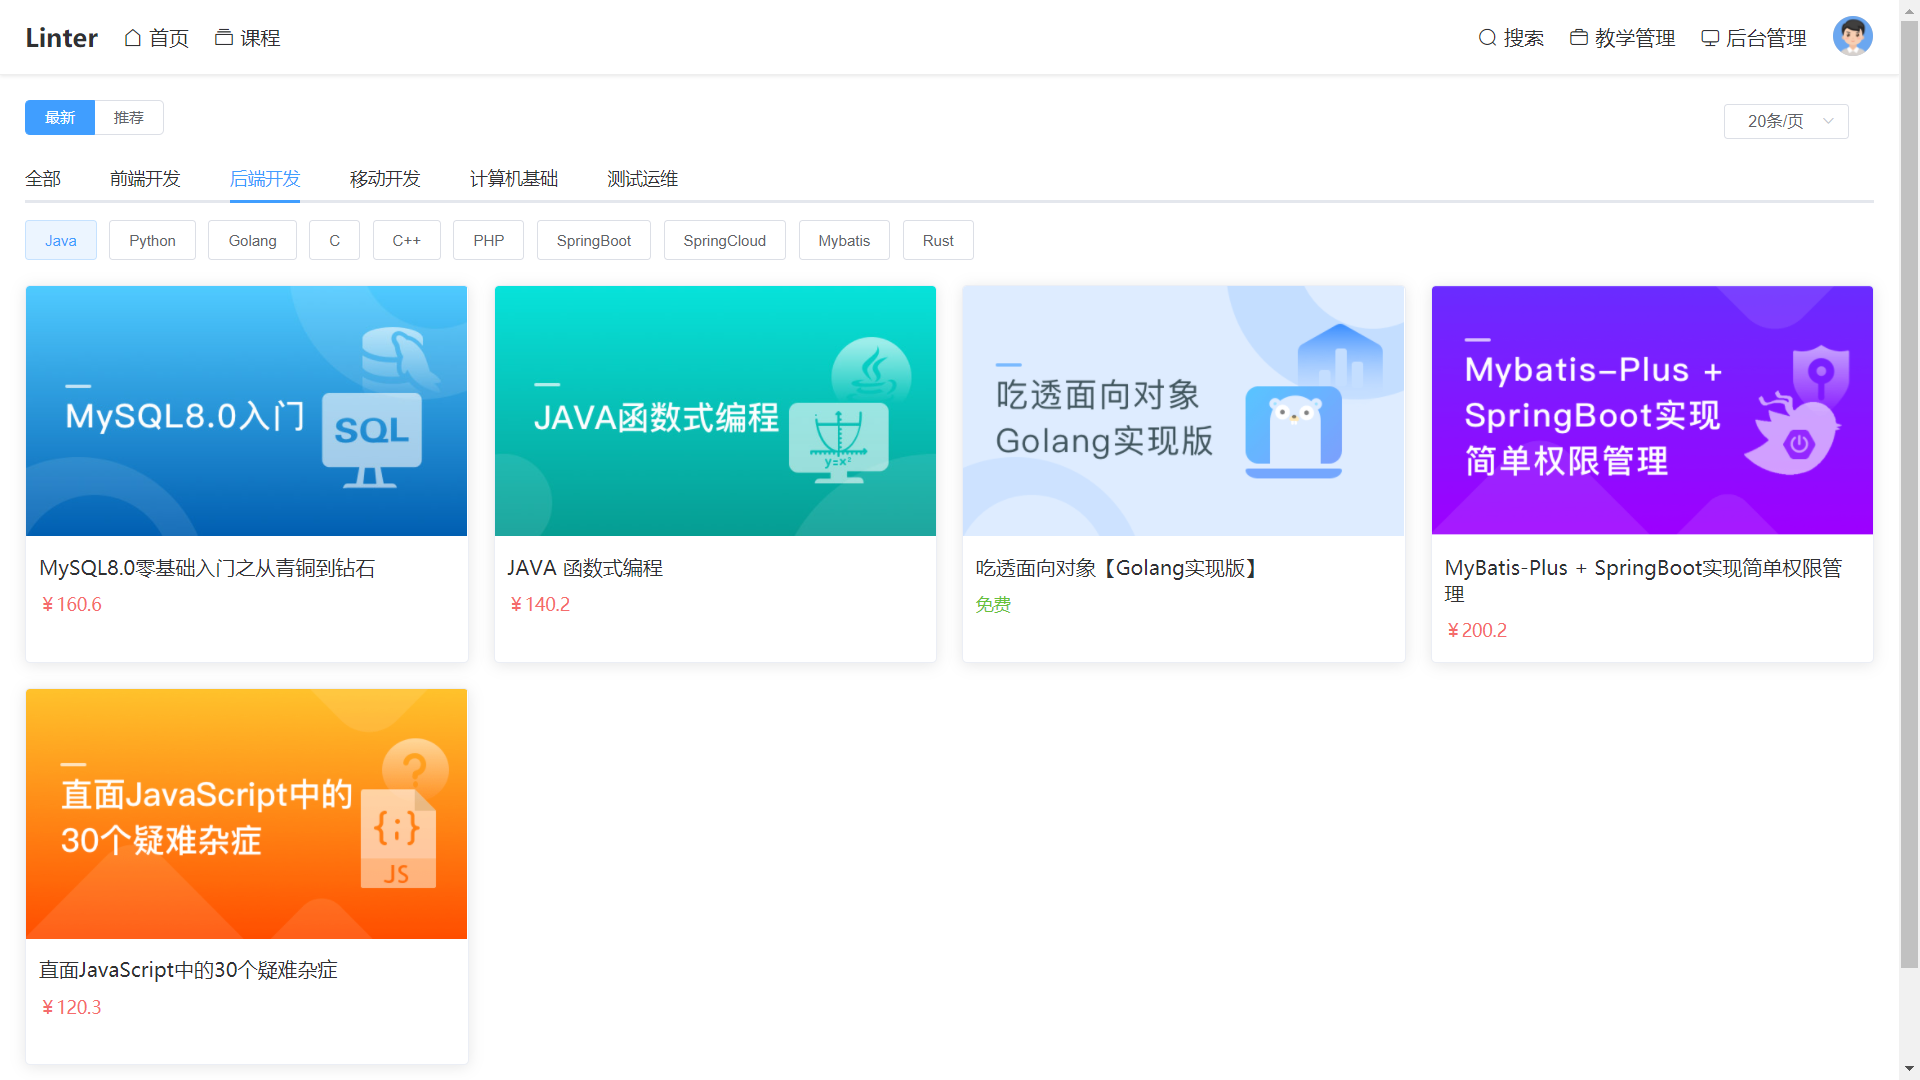 Linter 首页 课程 搜索 教学管理 后台管理
最新 推荐 20条/页
全部 前端开发 后端开发 移动开发 计算机基础 测试运维
Java Python Golang C C++ PHP SpringBoot SpringCloud Mybatis Rust
MySQL8.0入门
SQL
MySQL8.0零基础入门之从青铜到钻石
￥160.6
JAVA函数式编程
y=x²
JAVA 函数式编程
￥140.2
吃透面向对象
Golang实现版
吃透面向对象【Golang实现版】
免费
Mybatis-Plus +
SpringBoot实现
简单权限管理
MyBatis-Plus + SpringBoot实现简单权限管
理
￥200.2
直面JavaScript中的
30个疑难杂症
?
{;}
JS
直面JavaScript中的30个疑难杂症
￥120.3